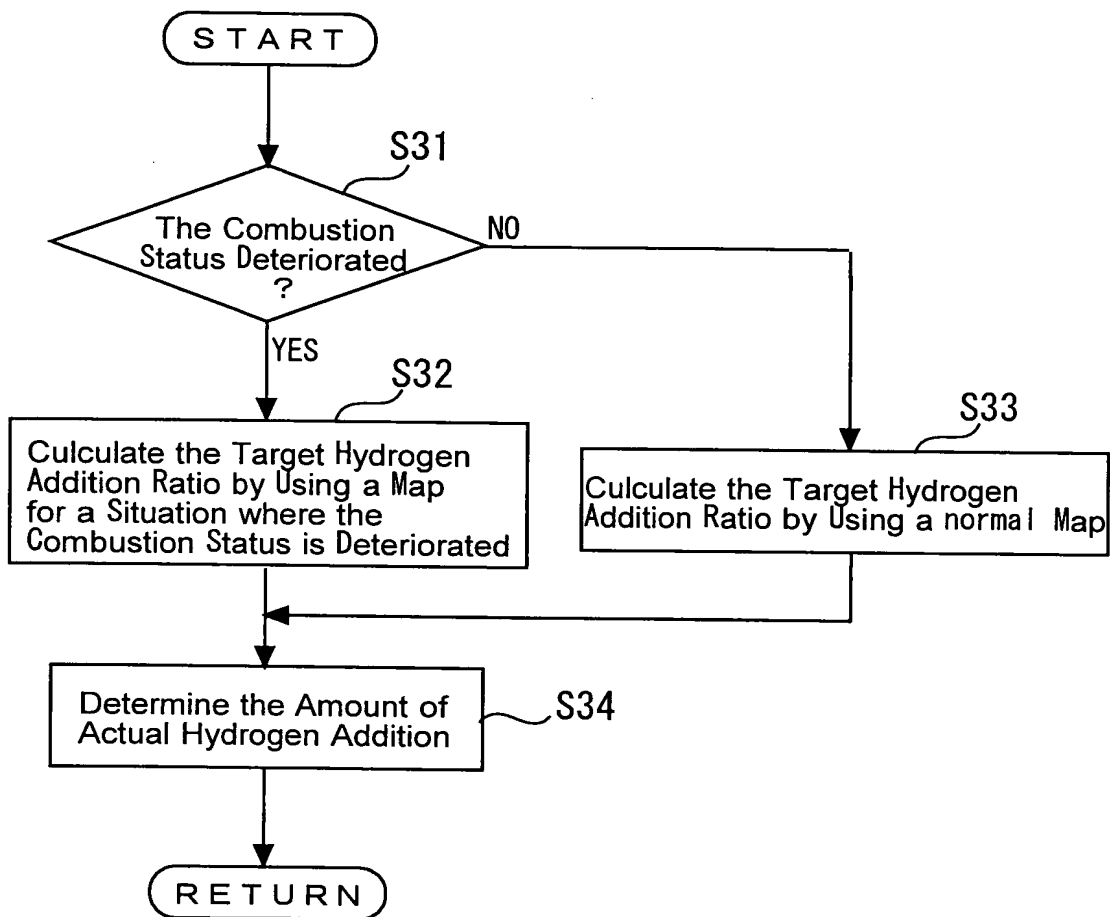 START
S31
The Combustion
Status Deteriorated
?
NO
YES
S32
Culculate the Target Hydrogen
Addition Ratio by Using a Map
for a Situation where the
Combustion Status is Deteriorated
S33
Culculate the Target Hydrogen
Addition Ratio by Using a normal Map
Determine the Amount of
Actual Hydrogen Addition
S34
RETURN